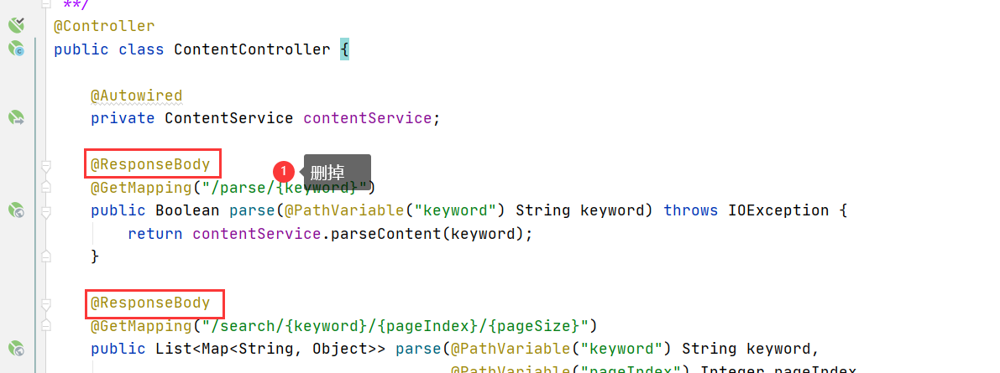 **/
@Controller
public class ContentController {
@Autowired
private ContentService contentService;
@ResponseBody
1 删掉
@GetMapping("/parse/{keyword}")
public Boolean parse(@PathVariable("keyword") String keyword) throws IOException {
return contentService.parseContent(keyword);
}
@ResponseBody
@GetMapping("/search/{keyword}/{pageIndex}/{pageSize}")
public List<Map<String, Object>> parse(@PathVariable("keyword") String keyword,
@PathVariable("pageIndex") Integer pageIndex